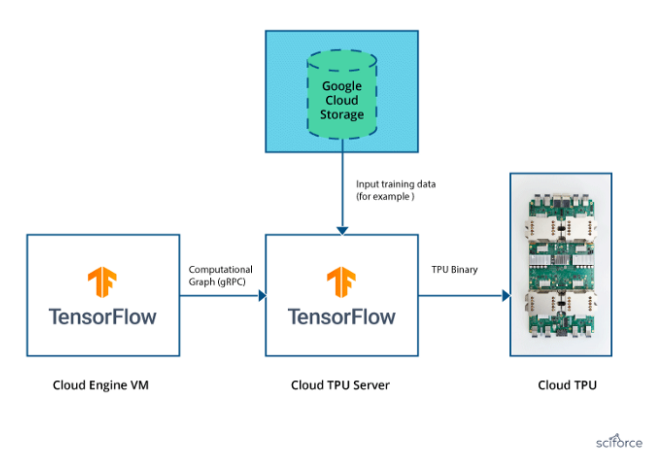 Google
Cloud
Storage
Input training data
(for example )
TensorFlow
Computational
Graph (gRPC)
TensorFlow
TPU Binary
Cloud Engine VM
Cloud TPU Server
Cloud TPU
sciforce